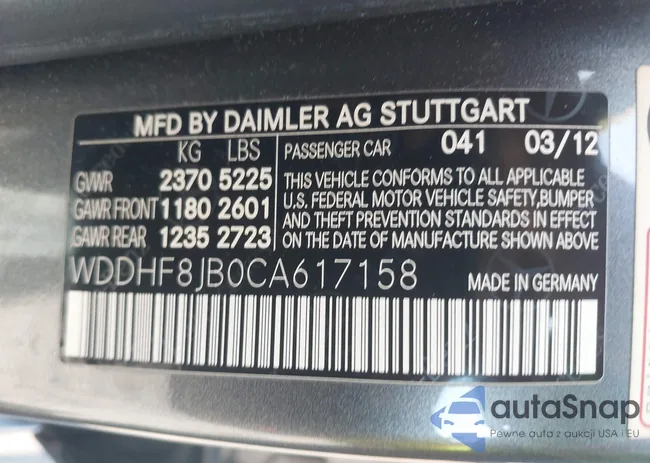 MFD BY DAIMLER AG STUTTGART
KG LBS PASSENGER CAR 041 03/12
GVWR 2370 5225 THIS VEHICLE CONFORMS TO ALL APPLICABLE
U.S. FEDERAL MOTOR VEHICLE SAFETY,BUMPER
GAWR FRONT 1180 2601 AND THEFT PREVENTION STANDARDS IN EFFECT
GAWR REAR 1235 2723 ON THE DATE OF MANUFACTURE SHOWN ABOVE
WDDHF8JB0CA617158 MADE IN GERMANY
autaSnap
Pewne auta z aukcji USA i EU